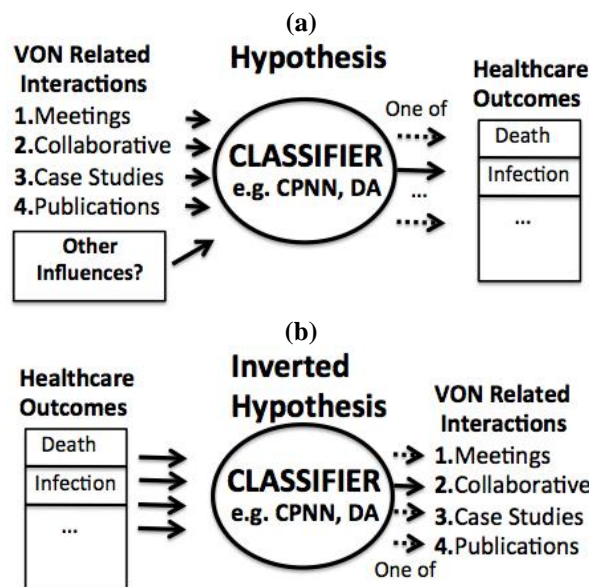 (a)
VON Related
Interactions
1.Meetings
2.Collaborative
3.Case Studies
4.Publications
Other
Influences?
Hypothesis
CLASSIFIER
e.g. CPNN, DA
One of
...
Healthcare
Outcomes
Death
Infection
...
(b)
Healthcare
Outcomes
Death
Infection
...
Inverted
Hypothesis
CLASSIFIER
e.g. CPNN, DA
VON Related
Interactions
1.Meetings
2.Collaborative
3.Case Studies
4.Publications
One of